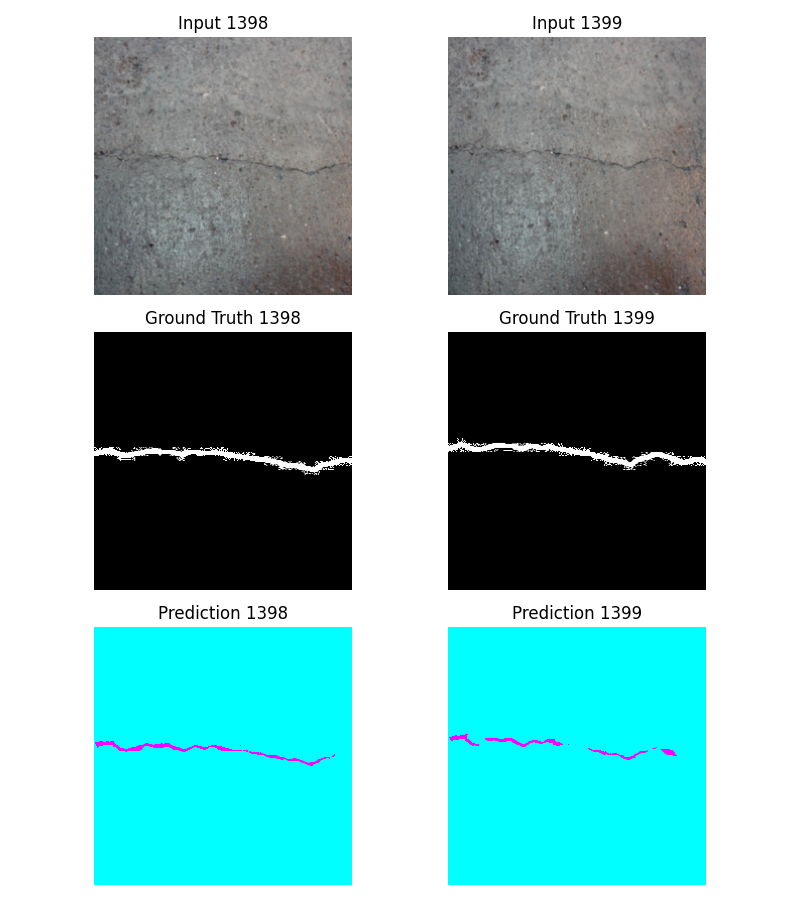 Input 1398
Input 1399
Ground Truth 1398
Ground Truth 1399
Prediction 1398
Prediction 1399